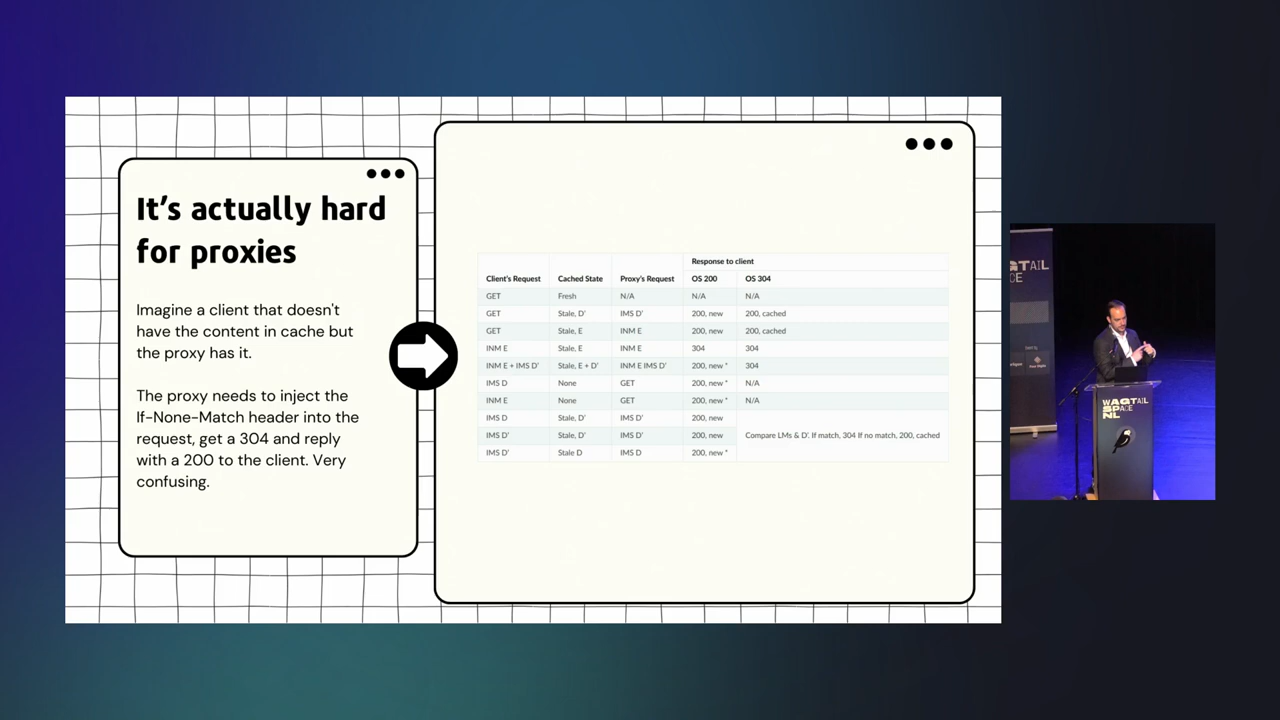 It's actually hard
for proxies
Imagine a client that doesn't
have the content in cache but
the proxy has it.
The proxy needs to inject the
If-None-Match header into the
request, get a 304 and reply
with a 200 to the client. Very
confusing.
Response to client
Client's Request Cached State Proxy's Request OS 200 OS 304
GET Fresh N/A N/A N/A
GET Stale, D' IMS D' 200, new 200, cached
GET Stale, E INM E 200, new 200, cached
INM E Stale, E INM E 304 304
INM E + IMS D' Stale, E + D' INM E IMS D' 200, new * 304
IMS D None GET 200, new * N/A
INM E None GET 200, new * N/A
IMS D Stale, D' IMS D' 200, new
IMS D' Stale, D' IMS D' 200, new Compare LMs & D'. If match, 304 If no match, 200, cached
IMS D' Stale D IMS D 200, new *
GTAIL
CE
WAGTAIL
SPACE
NL